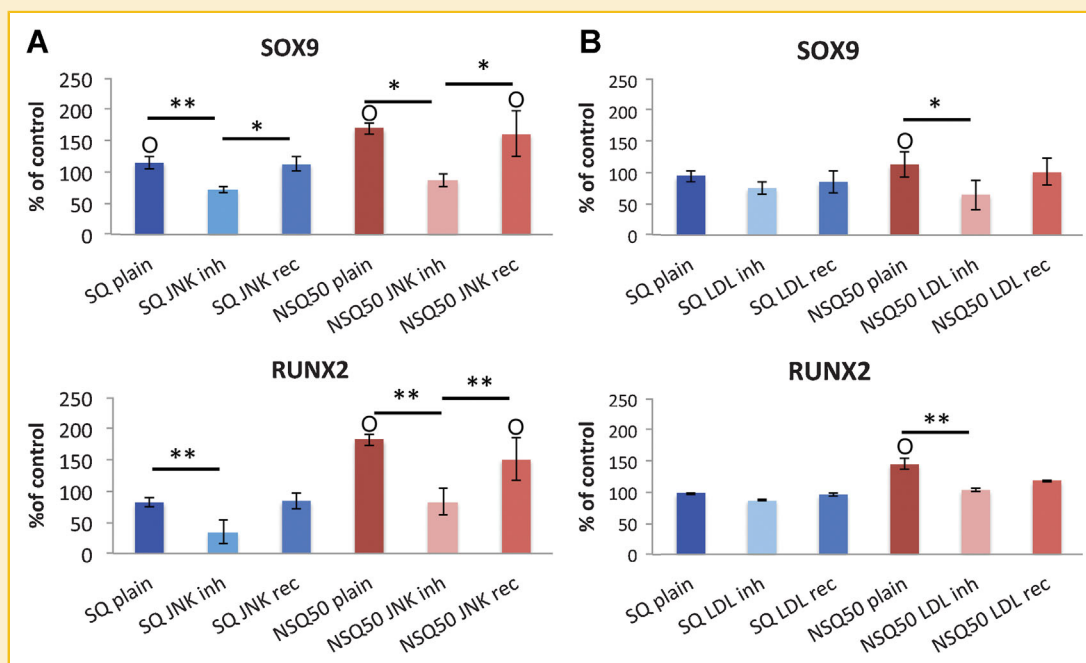 A
SOX9
% of control
250
200
150
100
50
0
**
*
*
*
O
O
O
SQ plain
SQ JNK inh
SQ JNK rec
NSQ50 plain
NSQ50 JNK inh
NSQ50 JNK rec
RUNX2
%of control
250
200
150
100
50
0
**
**
**
O
O
SQ plain
SQ JNK inh
SQ JNK rec
NSQ50 plain
NSQ50 JNK inh
NSQ50 JNK rec
B
SOX9
% of control
250
200
150
100
50
0
*
O
SQ plain
SQ LDL inh
SQ LDL rec
NSQ50 plain
NSQ50 LDL inh
NSQ50 LDL rec
RUNX2
% of control
250
200
150
100
50
0
**
O
SQ plain
SQ LDL inh
SQ LDL rec
NSQ50 plain
NSQ50 LDL inh
NSQ50 LDL rec